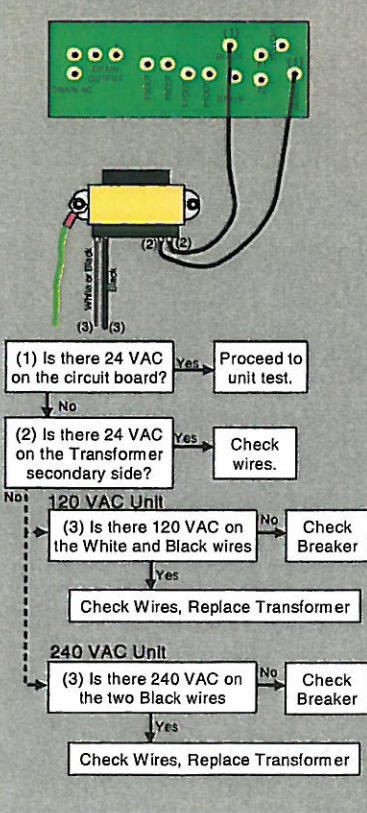 (1)
(1)
DRAIN
OUTPUT
DRAIN AC
(2) (2)
White or Black
Black
(3) (3)
(1) Is there 24 VAC
on the circuit board?
Yes
Proceed to
unit test.
No
(2) Is there 24 VAC
on the Transformer
secondary side?
Yes
Check
wires.
No
120 VAC Unit
(3) Is there 120 VAC on
the White and Black wires
No
Check
Breaker
Yes
Check Wires, Replace Transformer
240 VAC Unit
(3) Is there 240 VAC on
the two Black wires
No
Check
Breaker
Yes
Check Wires, Replace Transformer